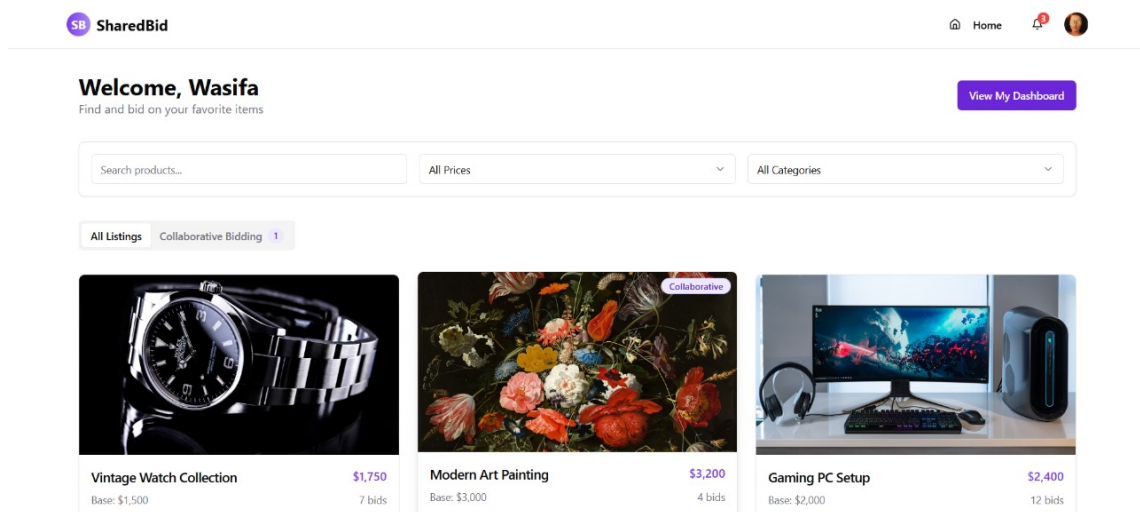 SB SharedBid
Home
3
Welcome, Wasifa
Find and bid on your favorite items
View My Dashboard
Search products...
All Prices
All Categories
All Listings
Collaborative Bidding 1
Collaborative
Vintage Watch Collection
$1,750
Base: $1,500
7 bids
Modern Art Painting
$3,200
Base: $3,000
4 bids
Gaming PC Setup
$2,400
Base: $2,000
12 bids